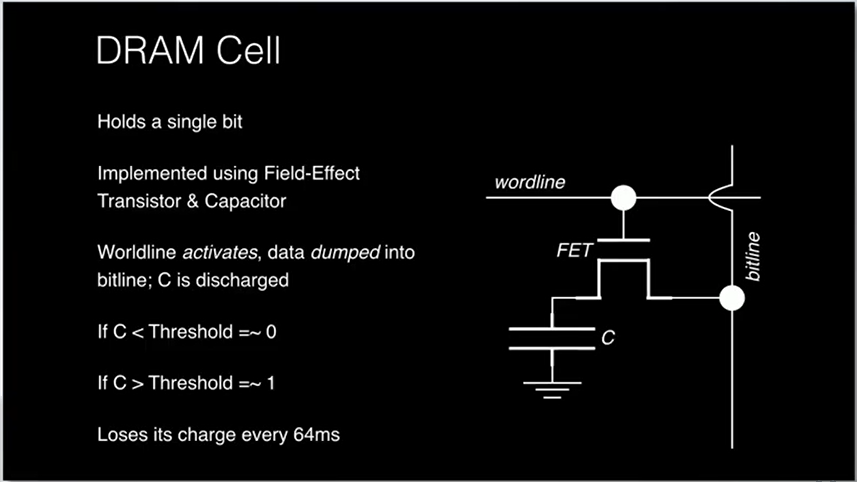 DRAM Cell
Holds a single bit
Implemented using Field-Effect
Transistor & Capacitor
Worldline activates, data dumped into
bitline; C is discharged
If C < Threshold =~ 0
If C > Threshold =~ 1
Loses its charge every 64ms
wordline
FET
bitline
C